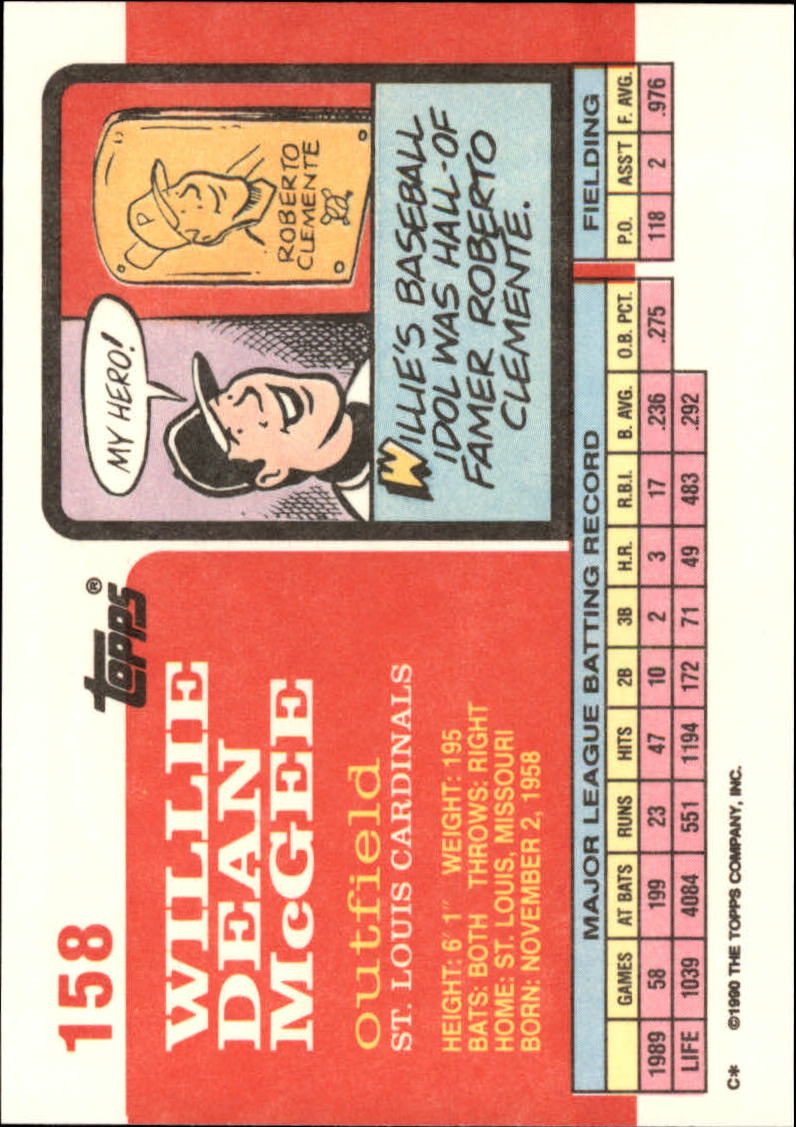 158
topps®
WILLIE
DEAN
McGEE
outfield
ST. LOUIS CARDINALS
HEIGHT: 6' 1" WEIGHT: 195
BATS: BOTH THROWS: RIGHT
HOME: ST. LOUIS, MISSOURI
BORN: NOVEMBER 2, 1958
MY HERO!
P
ROBERTO
CLEMENTE
WILLIE'S BASEBALL
IDOL WAS HALL-OF
FAMER ROBERTO
CLEMENTE.
MAJOR LEAGUE BATTING RECORD FIELDING
GAMES AT BATS RUNS HITS 2B 3B H.R. R.B.I. B. AVG. O.B. PCT. P.O. ASS'T F. AVG.
1989 58 199 23 47 10 2 3 17 .236 .275 118 2 .976
LIFE 1039 4084 551 1194 172 71 49 483 .292
C* ©1990 THE TOPPS COMPANY, INC.